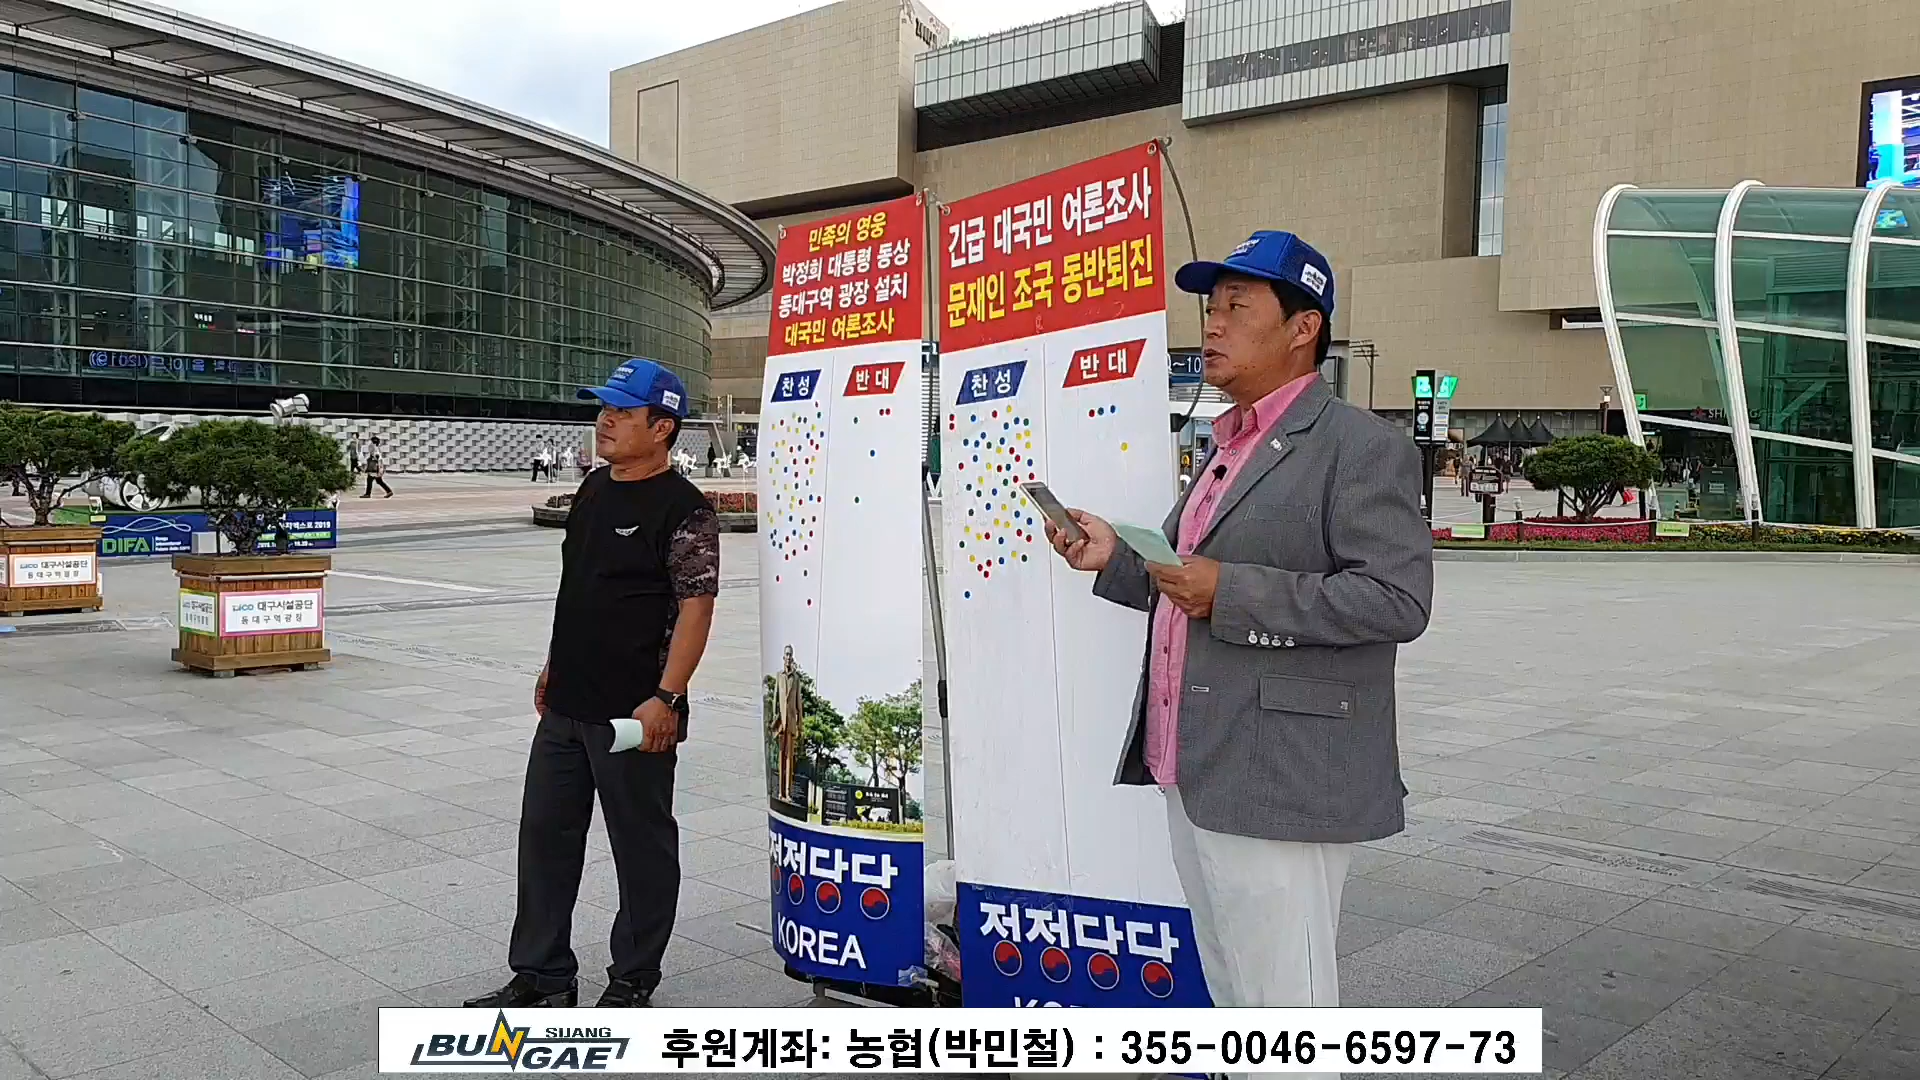 민족의 영웅
박정희 대통령 동상
동대구역 광장 설치
대국민 여론조사
찬성
반대
긴급 대국민 여론조사
문재인 조국 동반퇴진
찬성
반대
저저당당
KOREA
저저당당
DIFA
대구시설공단
동대구역광장
대구시설공단
동대구역광장
BUNGAE SIJANG
후원계좌: 농협(박민철) : 355-0046-6597-73